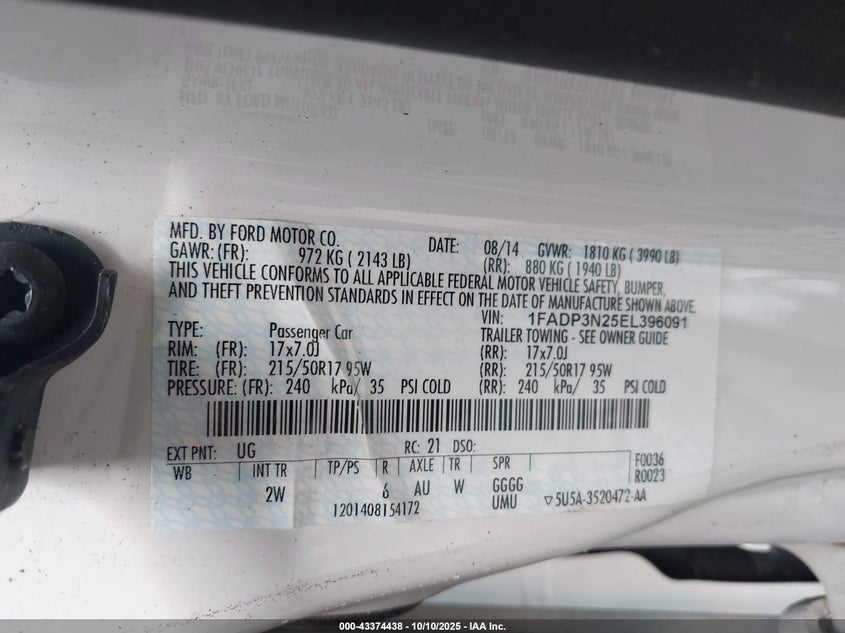 MFD. BY FORD MOTOR CO. DATE: 08/14 GVWR: 1810 KG ( 3990 LB)
GAWR: (FR): 972 KG ( 2143 LB) (RR): 880 KG ( 1940 LB)
THIS VEHICLE CONFORMS TO ALL APPLICABLE FEDERAL MOTOR VEHICLE SAFETY, BUMPER,
AND THEFT PREVENTION STANDARDS IN EFFECT ON THE DATE OF MANUFACTURE SHOWN ABOVE.
VIN: 1FADP3N25EL396091
TYPE: Passenger Car TRAILER TOWING - SEE OWNER GUIDE
RIM: (FR): 17x7.0J (RR): 17x7.0J
TIRE: (FR): 215/50R17 95W (RR): 215/50R17 95W
PRESSURE: (FR): 240 kPa/ 35 PSI COLD (RR): 240 kPa/ 35 PSI COLD
EXT PNT: UG RC: 21 DSO: F0036
WB INT TR TP/PS R AXLE TR SPR R0023
2W 6 AU W GGGG
1201408154172 UMU ▽5U5A-3520472-AA
000-43374438 - 10/10/2025 - IAA Inc.